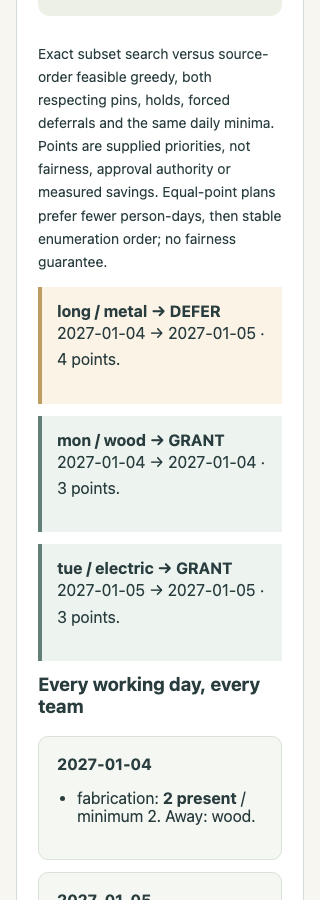 Exact subset search versus source-
order feasible greedy, both
respecting pins, holds, forced
deferrals and the same daily minima.
Points are supplied priorities, not
fairness, approval authority or
measured savings. Equal-point plans
prefer fewer person-days, then stable
enumeration order; no fairness
guarantee.
long / metal → DEFER
2027-01-04 → 2027-01-05 ·
4 points.
mon / wood → GRANT
2027-01-04 → 2027-01-04 ·
3 points.
tue / electric → GRANT
2027-01-05 → 2027-01-05 ·
3 points.
Every working day, every
team
2027-01-04
• fabrication: 2 present /
minimum 2. Away: wood.
2027-01-05